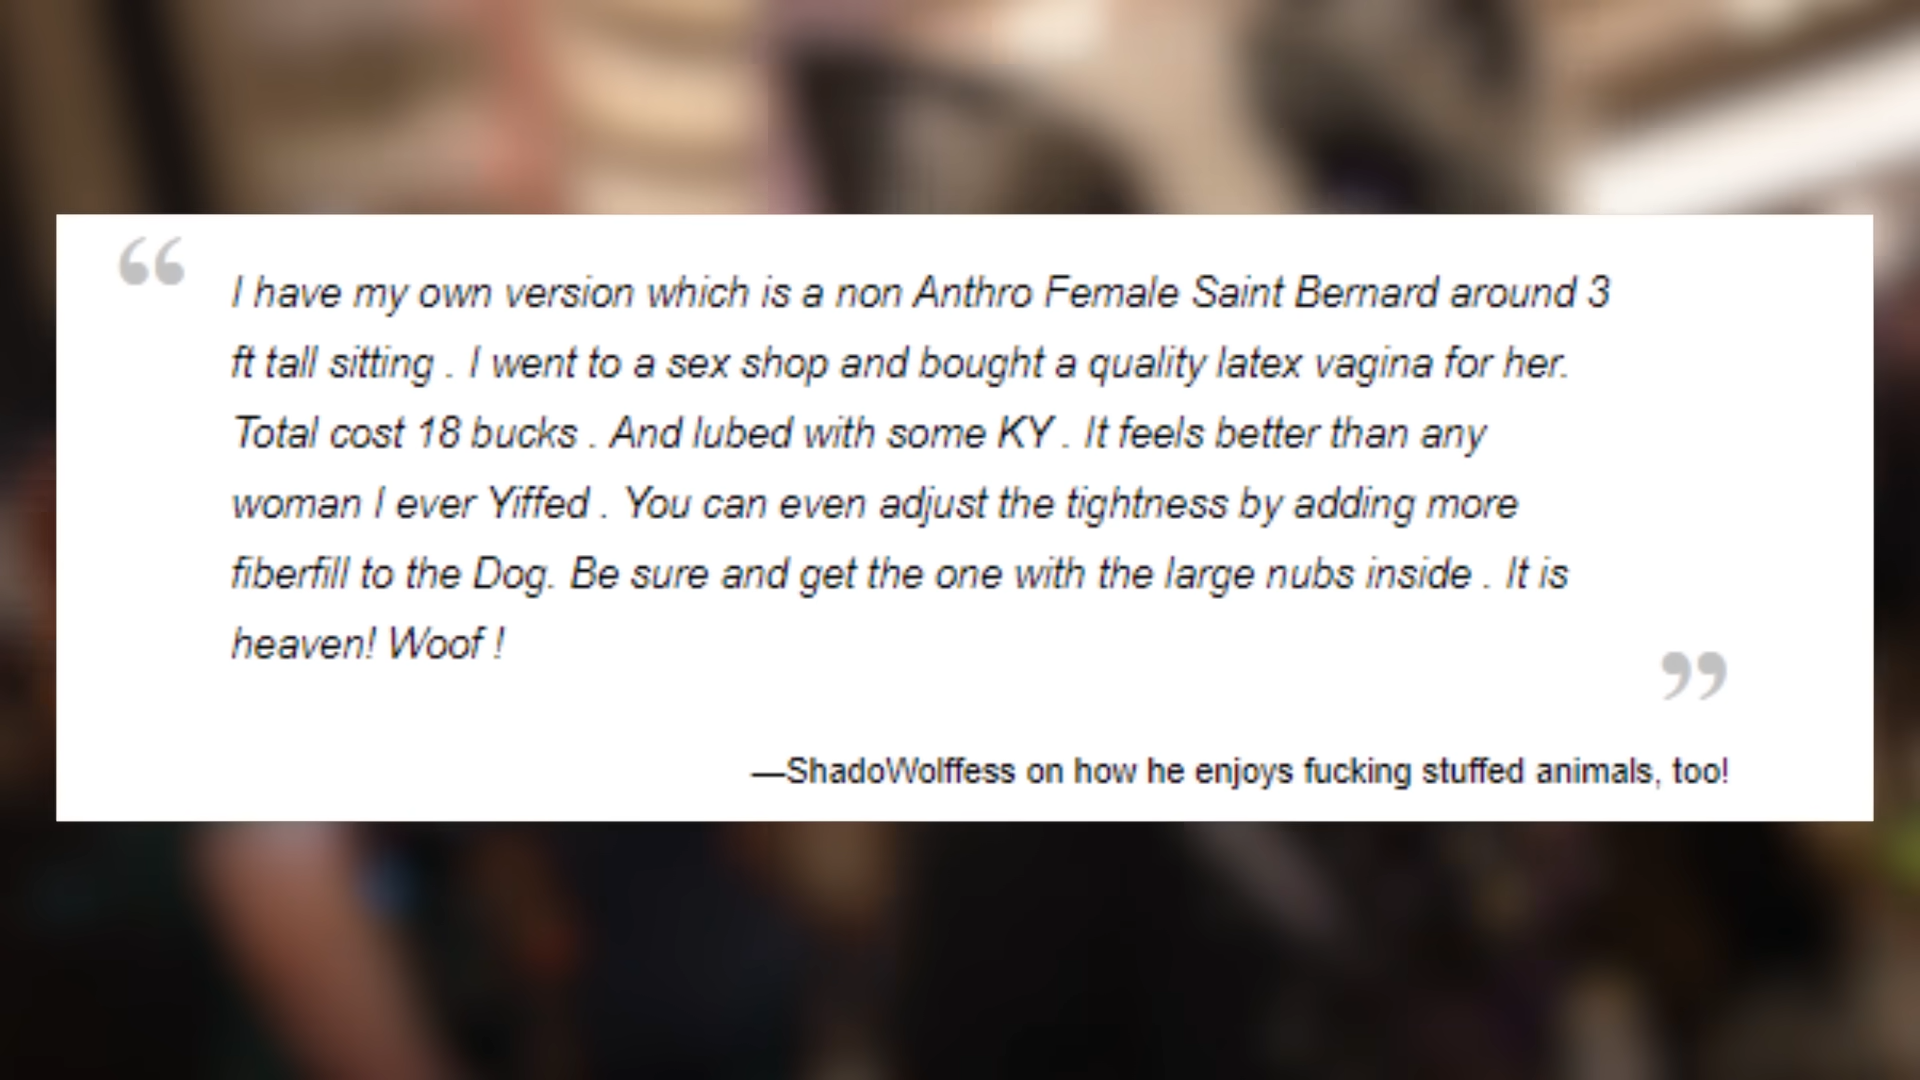 “
I have my own version which is a non Anthro Female Saint Bernard around 3
ft tall sitting . I went to a sex shop and bought a quality latex vagina for her.
Total cost 18 bucks . And lubed with some KY . It feels better than any
woman I ever Yiffed . You can even adjust the tightness by adding more
fiberfill to the Dog. Be sure and get the one with the large nubs inside . It is
heaven! Woof !
”
—ShadoWolffess on how he enjoys fucking stuffed animals, too!